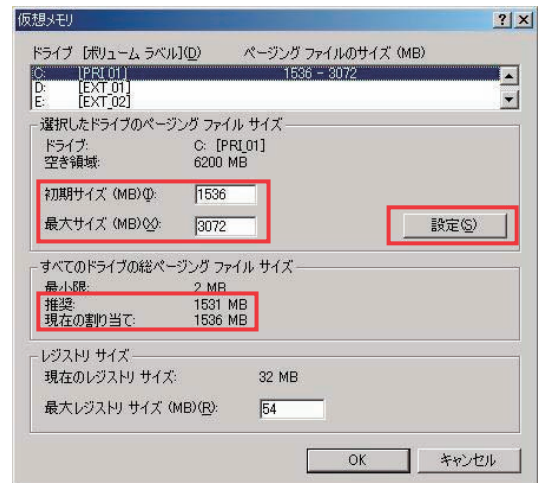 仮想メモリ
ドライブ [ボリューム ラベル](D) ページング ファイルのサイズ (MB)
C: [PRI_01] 1536 - 3072
D: [EXT_01]
E: [EXT_02]
選択したドライブのページング ファイル サイズ
ドライブ: C: [PRI_01]
空き領域: 6200 MB
初期サイズ (MB)(I): 1536
最大サイズ (MB)(X): 3072
設定(S)
すべてのドライブの総ページング ファイル サイズ
最小限: 2 MB
推奨: 1531 MB
現在の割り当て: 1536 MB
レジストリ サイズ
現在のレジストリ サイズ: 32 MB
最大レジストリ サイズ (MB)(R): 54
OK キャンセル